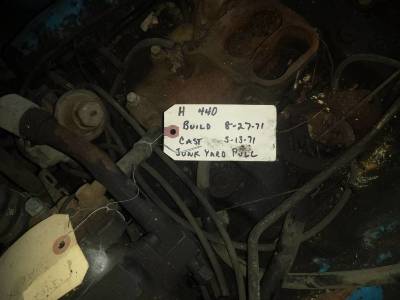 H 440
BUILD 8-27-71
CAST 5-13-71
JUNK YARD PULL